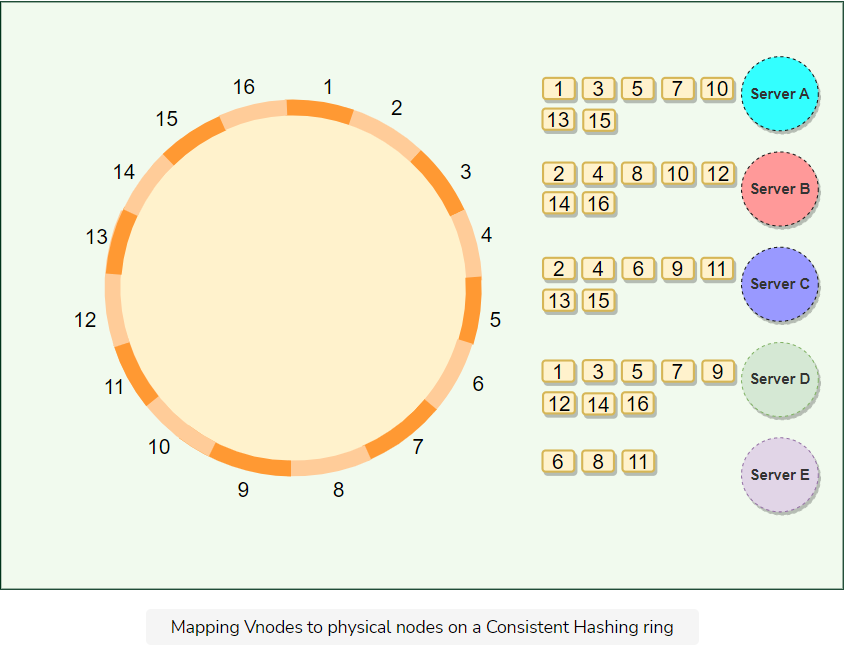 16
1
15
2
14
3
13
4
12
5
11
6
10
7
9
8
1 3 5 7 10
13 15
Server A
2 4 8 10 12
14 16
Server B
2 4 6 9 11
13 15
Server C
1 3 5 7 9
12 14 16
Server D
6 8 11
Server E
Mapping Vnodes to physical nodes on a Consistent Hashing ring